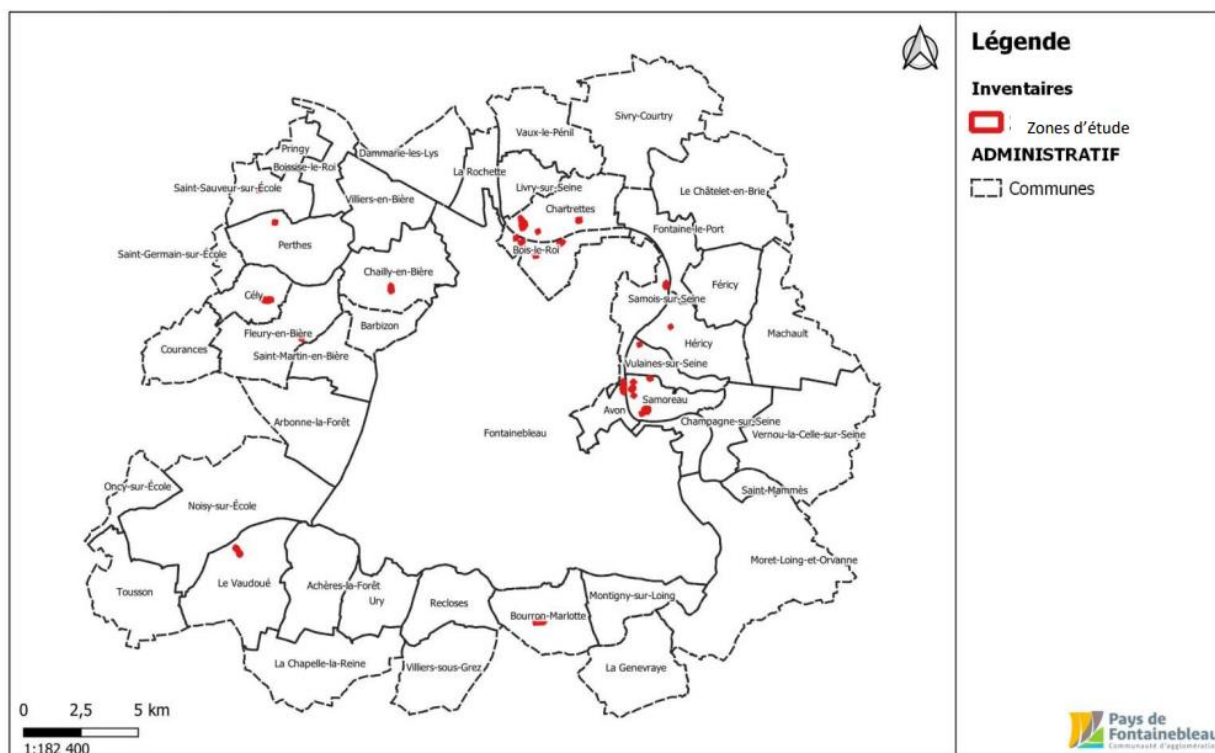 Sivry-Courtry
Vaux-le-Pénil
Pringy
Dammarie-les-Lys
Boissise-le-Roi
La Rochette
Saint-Sauveur-sur-École
Livry-sur-Seine
Le Châtelet-en-Brie
Villiers-en-Bière
Chartrettes
Fontaine-le-Port
Perthes
Bois-le-Roi
Saint-Germain-sur-École
Chailly-en-Bière
Féricy
Cély
Samois-sur-Seine
Barbizon
Fleury-en-Bière
Machault
Héricy
Courances
Saint-Martin-en-Bière
Vulaines-sur-Seine
Samoreau
Avon
Arbonne-la-Forêt
Champagne-sur-Seine
Fontainebleau
Vernou-la-Celle-sur-Seine
Oncy-sur-École
Saint-Mammès
Noisy-sur-École
Moret-Loing-et-Orvanne
Le Vaudoué
Achères-la-Forêt
Tousson
Montigny-sur-Loing
Ury
Recloses
Bourron-Marlotte
La Chapelle-la-Reine
Villiers-sous-Grez
La Genevraye
0 2,5 5 km
1:182 400
Légende
Inventaires
Zones d'étude
ADMINISTRATIF
Communes
Pays de
Fontainebleau
Communauté d'agglomération